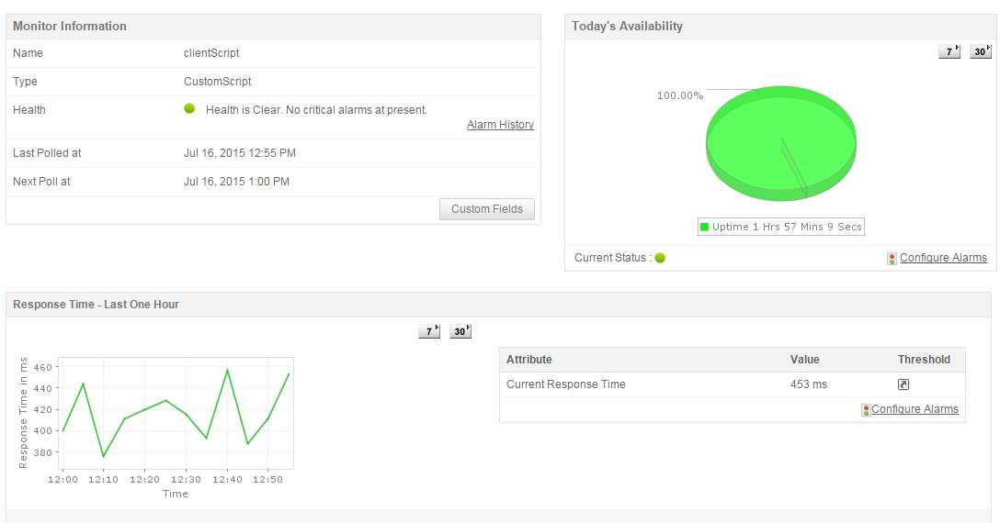 Monitor Information
Name clientScript
Type CustomScript
Health Health is Clear. No critical alarms at present.
Alarm History
Last Polled at Jul 16, 2015 12:55 PM
Next Poll at Jul 16, 2015 1:00 PM
Custom Fields
Today's Availability
7 30
100.00%
Uptime 1 Hrs 57 Mins 9 Secs
Current Status : Configure Alarms
Response Time - Last One Hour
7 30
Response Time in ms
460
440
420
400
380
12:00 12:10 12:20 12:30 12:40 12:50
Time
Attribute Value Threshold
Current Response Time 453 ms
Configure Alarms